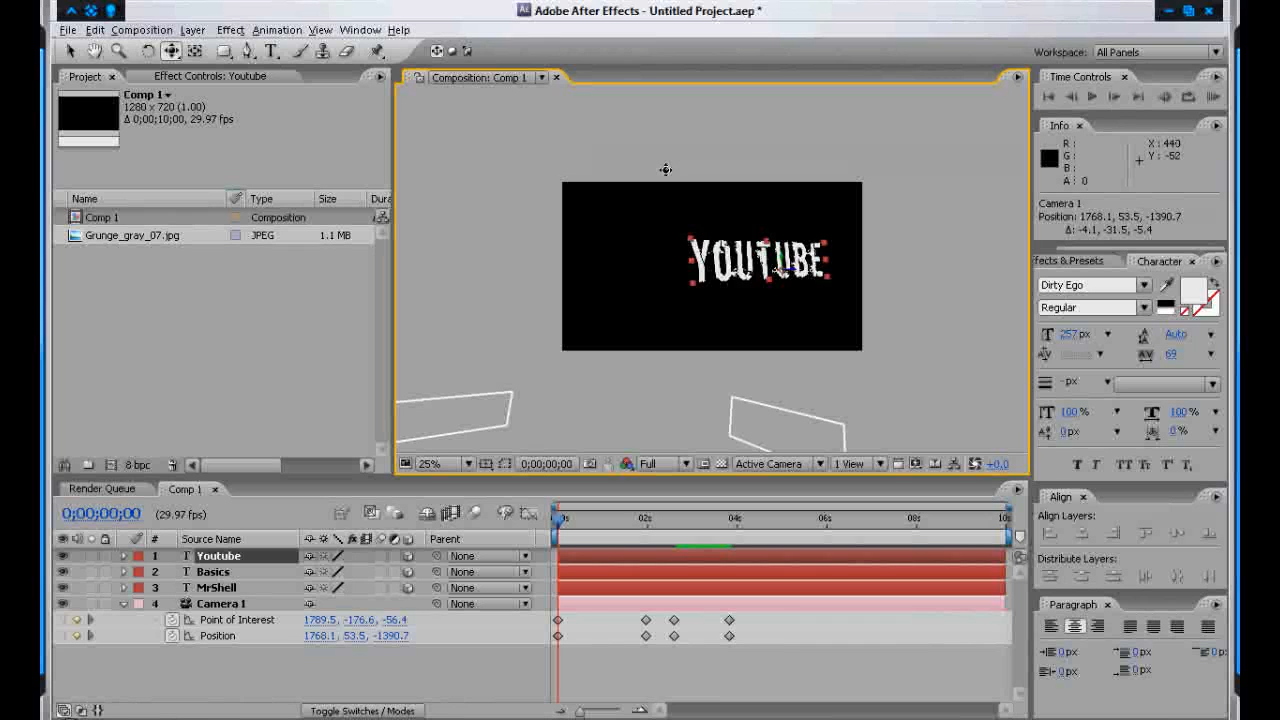 Adobe After Effects - Untitled Project.aep *
File Edit Composition Layer Effect Animation View Window Help
Workspace: All Panels
Project Effect Controls: Youtube
Comp 1
1280 x 720 (1.00)
Δ 0;00;10;00, 29.97 fps
Name Type Size Dura
Comp 1 Composition
Grunge_gray_07.jpg JPEG 1.1 MB
8 bpc
Composition: Comp 1
YOUTUBE
25% 0;00;00;00 Full Active Camera 1 View +0.0
Time Controls
Info
R :
G :
B :
A : 0
X : 440
Y : -52
Camera 1
Position: 1768.1, 53.5, -1390.7
Δ: -4.1, -31.5, -5.4
ffects & Presets Character
Dirty Ego
Regular
257 px Auto
69
- px
100 % 100 %
0 px 0 %
T T TT Tr T' T,
Align
Align Layers:
Distribute Layers:
Paragraph
0 px 0 px 0 px
0 px 0 px
Render Queue Comp 1
0;00;00;00 (29.97 fps)
0s 02s 04s 06s 08s 10s
# Source Name Parent
1 T Youtube None
2 T Basics None
3 T MrShell None
4 Camera 1 None
Point of Interest 1789.5, -176.6, -56.4
Position 1768.1, 53.5, -1390.7
Toggle Switches / Modes